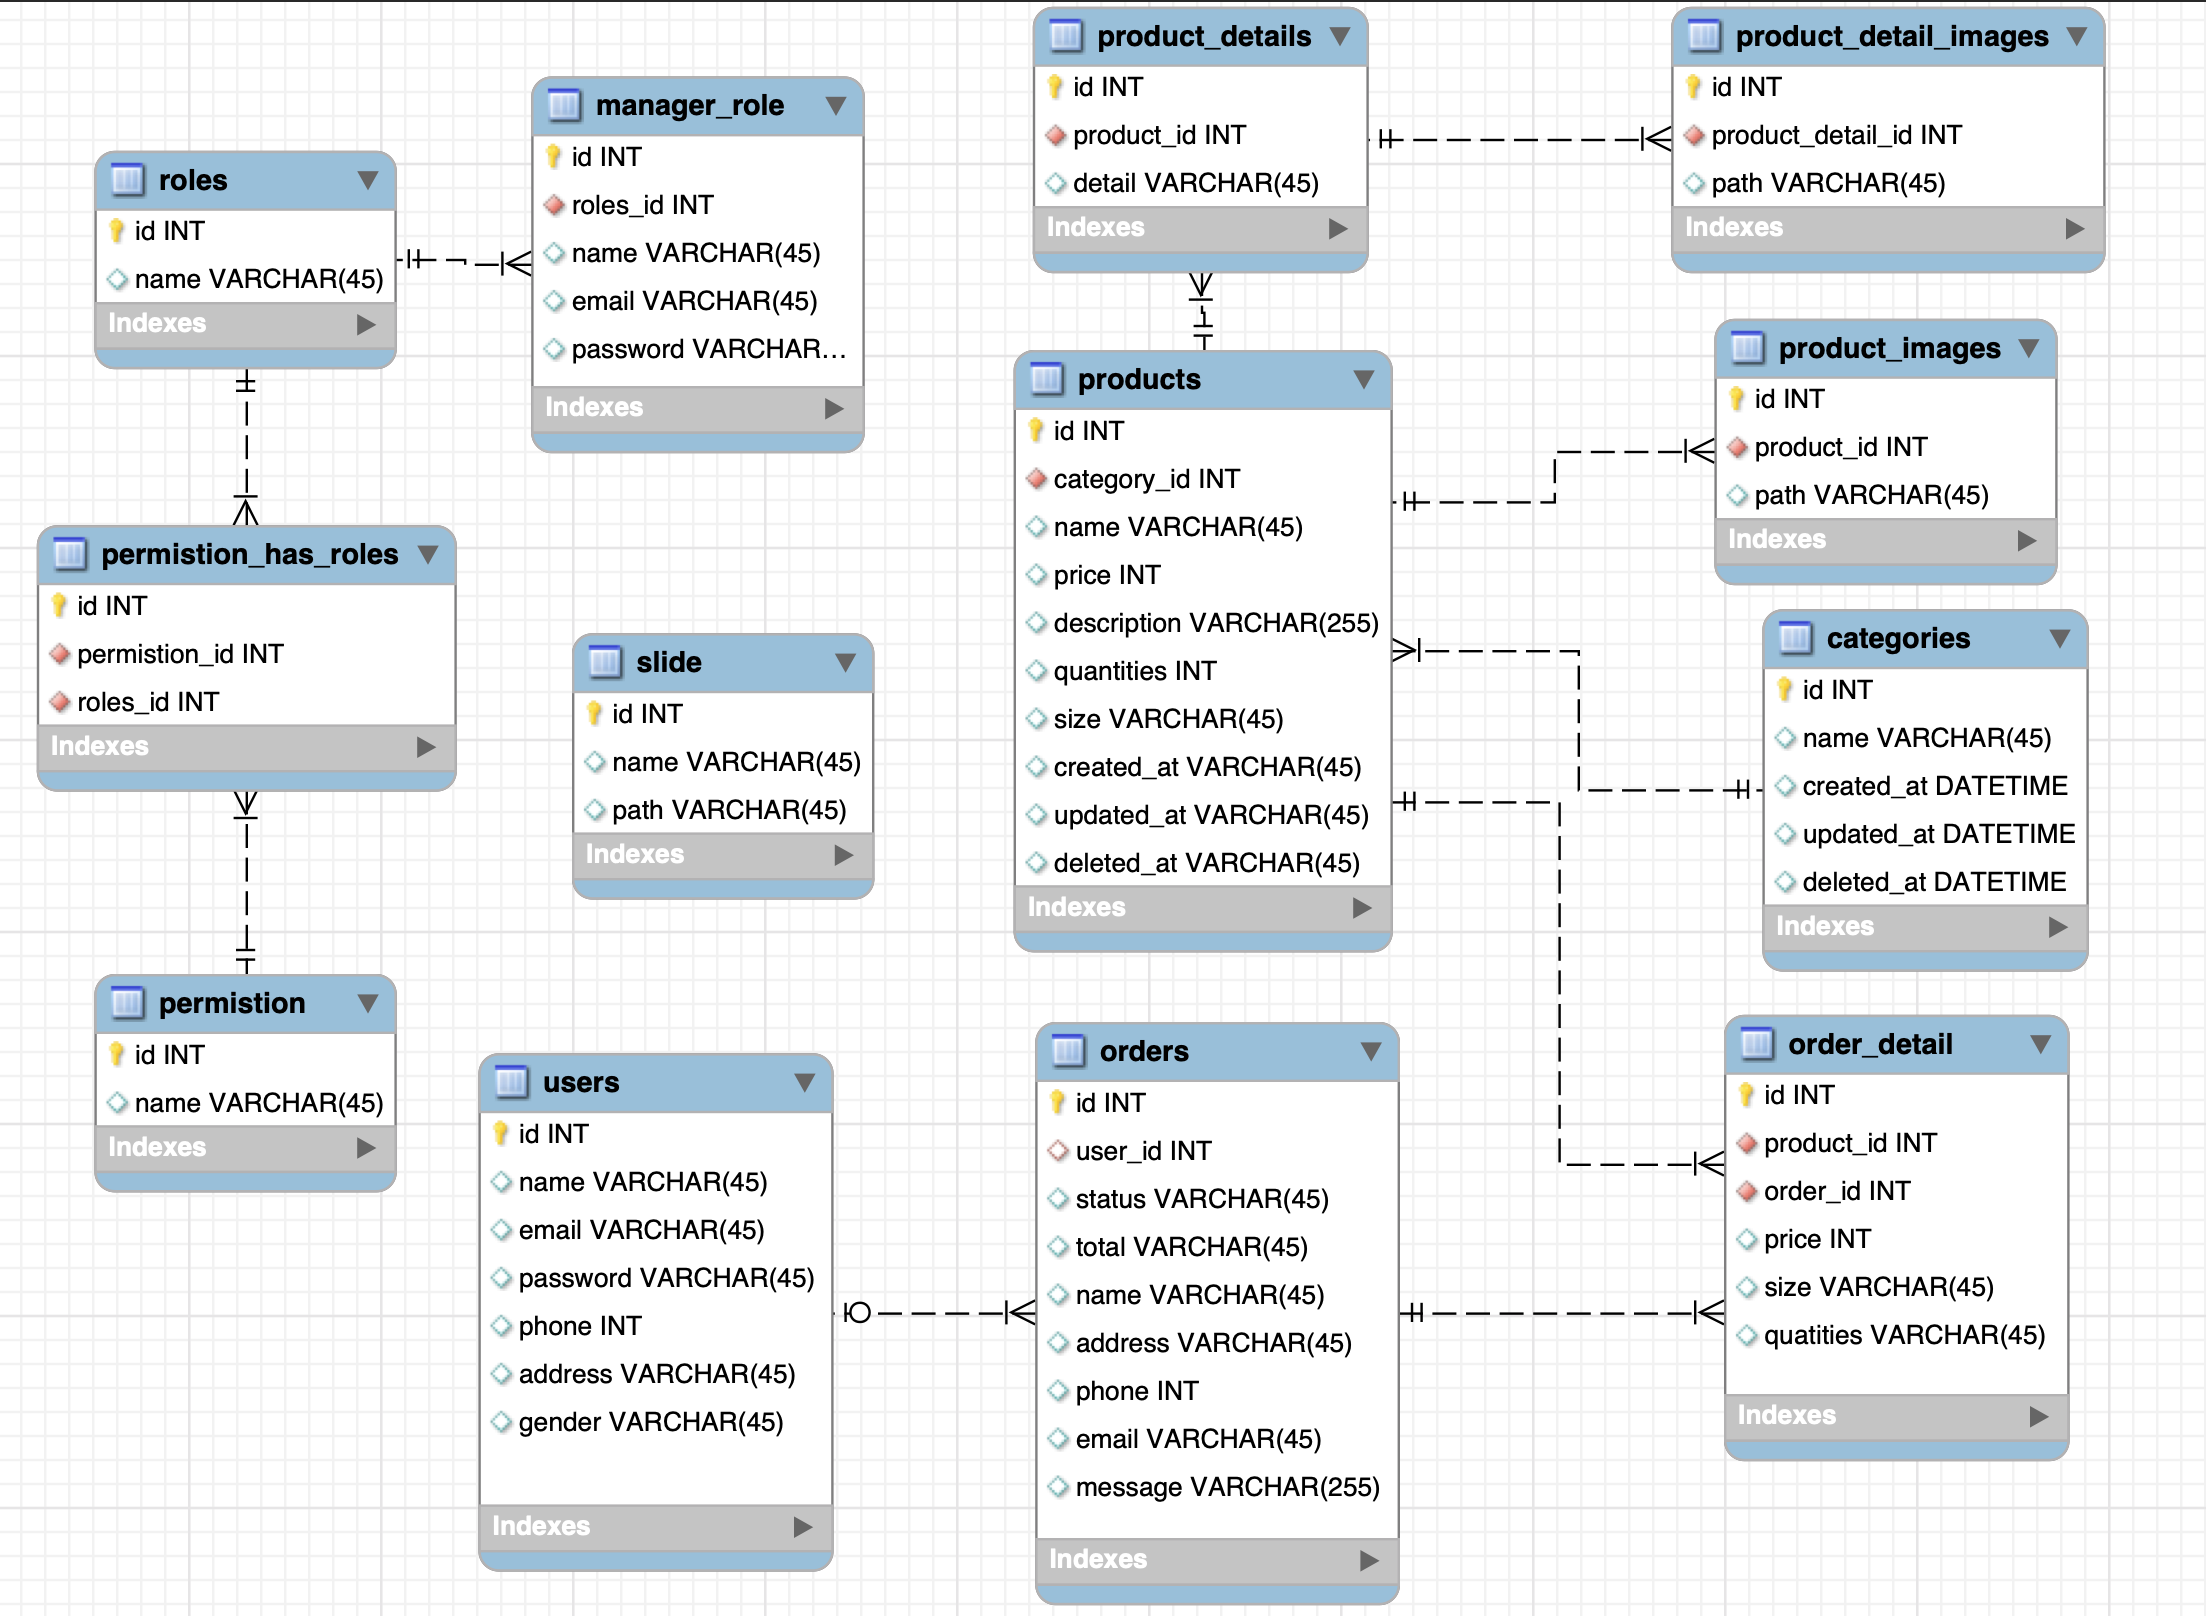 roles
id INT
name VARCHAR(45)
Indexes
manager_role
id INT
roles_id INT
name VARCHAR(45)
email VARCHAR(45)
password VARCHAR...
Indexes
product_details
id INT
product_id INT
detail VARCHAR(45)
Indexes
product_detail_images
id INT
product_detail_id INT
path VARCHAR(45)
Indexes
permistion_has_roles
id INT
permistion_id INT
roles_id INT
Indexes
slide
id INT
name VARCHAR(45)
path VARCHAR(45)
Indexes
products
id INT
category_id INT
name VARCHAR(45)
price INT
description VARCHAR(255)
quantities INT
size VARCHAR(45)
created_at VARCHAR(45)
updated_at VARCHAR(45)
deleted_at VARCHAR(45)
Indexes
product_images
id INT
product_id INT
path VARCHAR(45)
Indexes
categories
id INT
name VARCHAR(45)
created_at DATETIME
updated_at DATETIME
deleted_at DATETIME
Indexes
permistion
id INT
name VARCHAR(45)
Indexes
users
id INT
name VARCHAR(45)
email VARCHAR(45)
password VARCHAR(45)
phone INT
address VARCHAR(45)
gender VARCHAR(45)
Indexes
orders
id INT
user_id INT
status VARCHAR(45)
total VARCHAR(45)
name VARCHAR(45)
address VARCHAR(45)
phone INT
email VARCHAR(45)
message VARCHAR(255)
Indexes
order_detail
id INT
product_id INT
order_id INT
price INT
size VARCHAR(45)
quatities VARCHAR(45)
Indexes